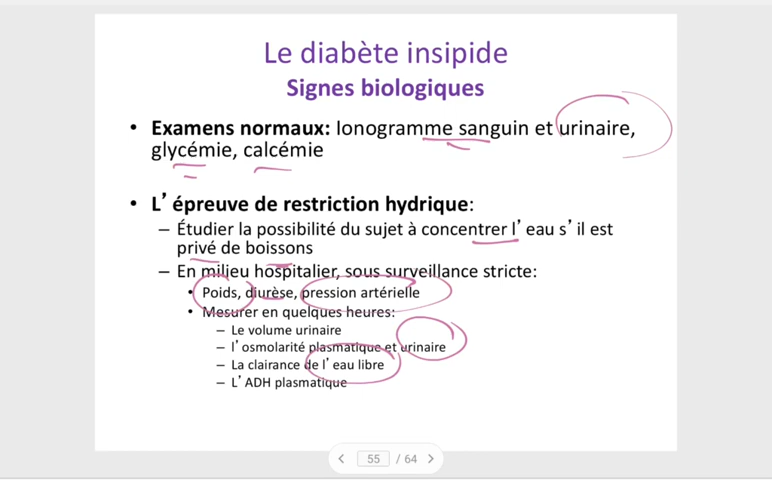 Le diabète insipide
Signes biologiques
• Examens normaux: Ionogramme sanguin et urinaire,
glycémie, calcémie
• L’épreuve de restriction hydrique:
– Étudier la possibilité du sujet à concentrer l’eau s’il est
privé de boissons
– En milieu hospitalier, sous surveillance stricte:
• Poids, diurèse, pression artérielle
• Mesurer en quelques heures:
– Le volume urinaire
– l’osmolarité plasmatique et urinaire
– La clairance de l’eau libre
– L’ADH plasmatique
55 / 64